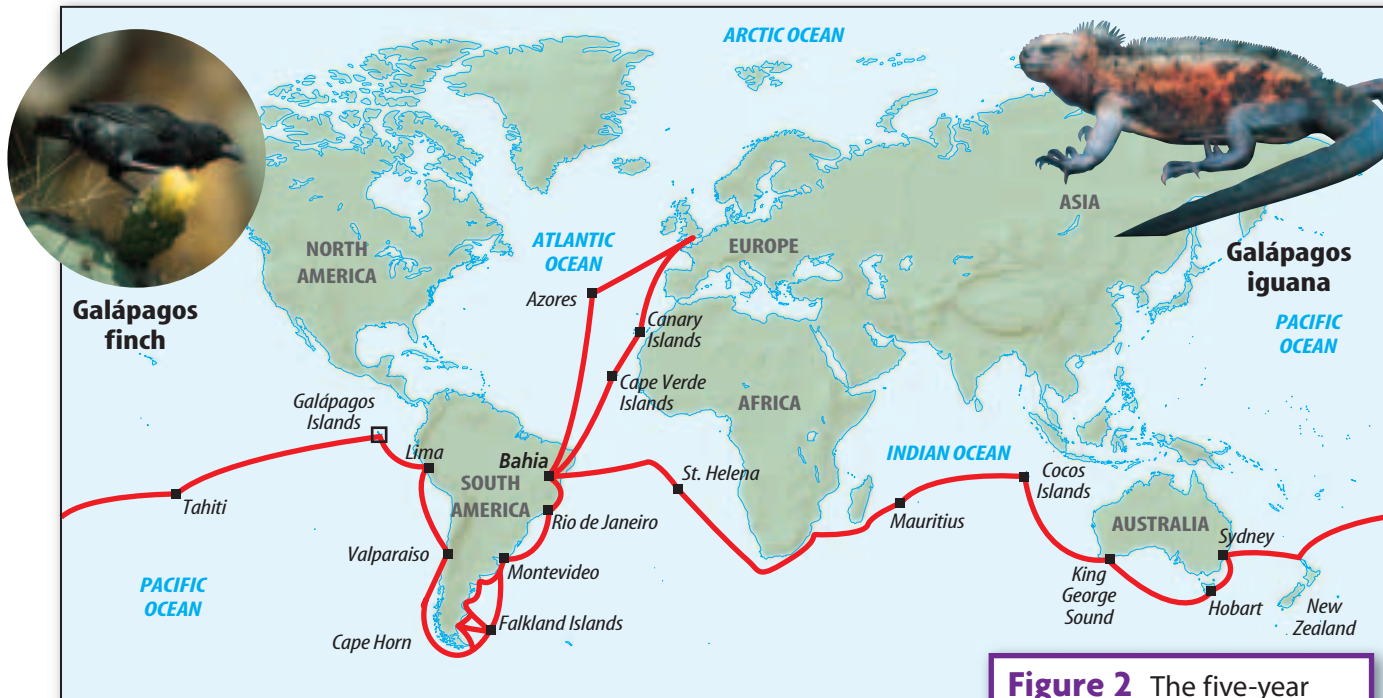 ARCTIC OCEAN
NORTH
AMERICA
ATLANTIC
OCEAN
EUROPE
ASIA
Galápagos
finch
Galápagos
iguana
Azores
Canary
Islands
PACIFIC
OCEAN
Cape Verde
Islands
AFRICA
Galápagos
Islands
Lima
Bahia
SOUTH
AMERICA
St. Helena
INDIAN OCEAN
Cocos
Islands
Tahiti
Rio de Janeiro
Mauritius
AUSTRALIA
Sydney
Valparaiso
Montevideo
King
George
Sound
Hobart
New
Zealand
PACIFIC
OCEAN
Cape Horn
Falkland Islands
Figure 2 The five-year